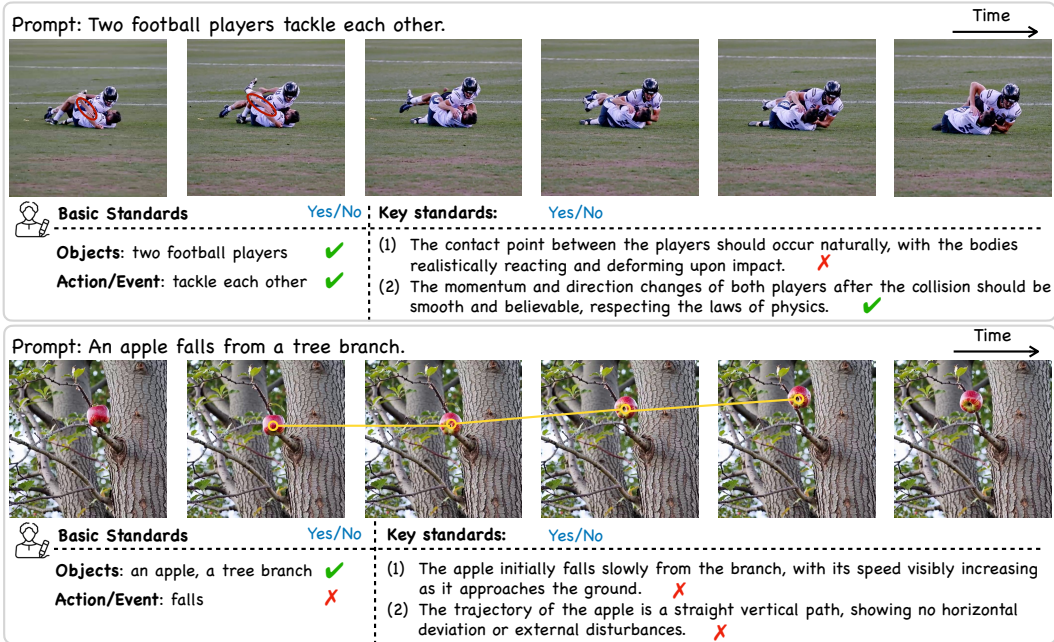 Prompt: Two football players tackle each other.
Time
Basic Standards Yes/No
Objects: two football players ✔
Action/Event: tackle each other ✔
Key standards: Yes/No
(1) The contact point between the players should occur naturally, with the bodies
realistically reacting and deforming upon impact. ✗
(2) The momentum and direction changes of both players after the collision should be
smooth and believable, respecting the laws of physics. ✔
Prompt: An apple falls from a tree branch.
Time
Basic Standards Yes/No
Objects: an apple, a tree branch ✔
Action/Event: falls ✗
Key standards: Yes/No
(1) The apple initially falls slowly from the branch, with its speed visibly increasing
as it approaches the ground. ✗
(2) The trajectory of the apple is a straight vertical path, showing no horizontal
deviation or external disturbances. ✗